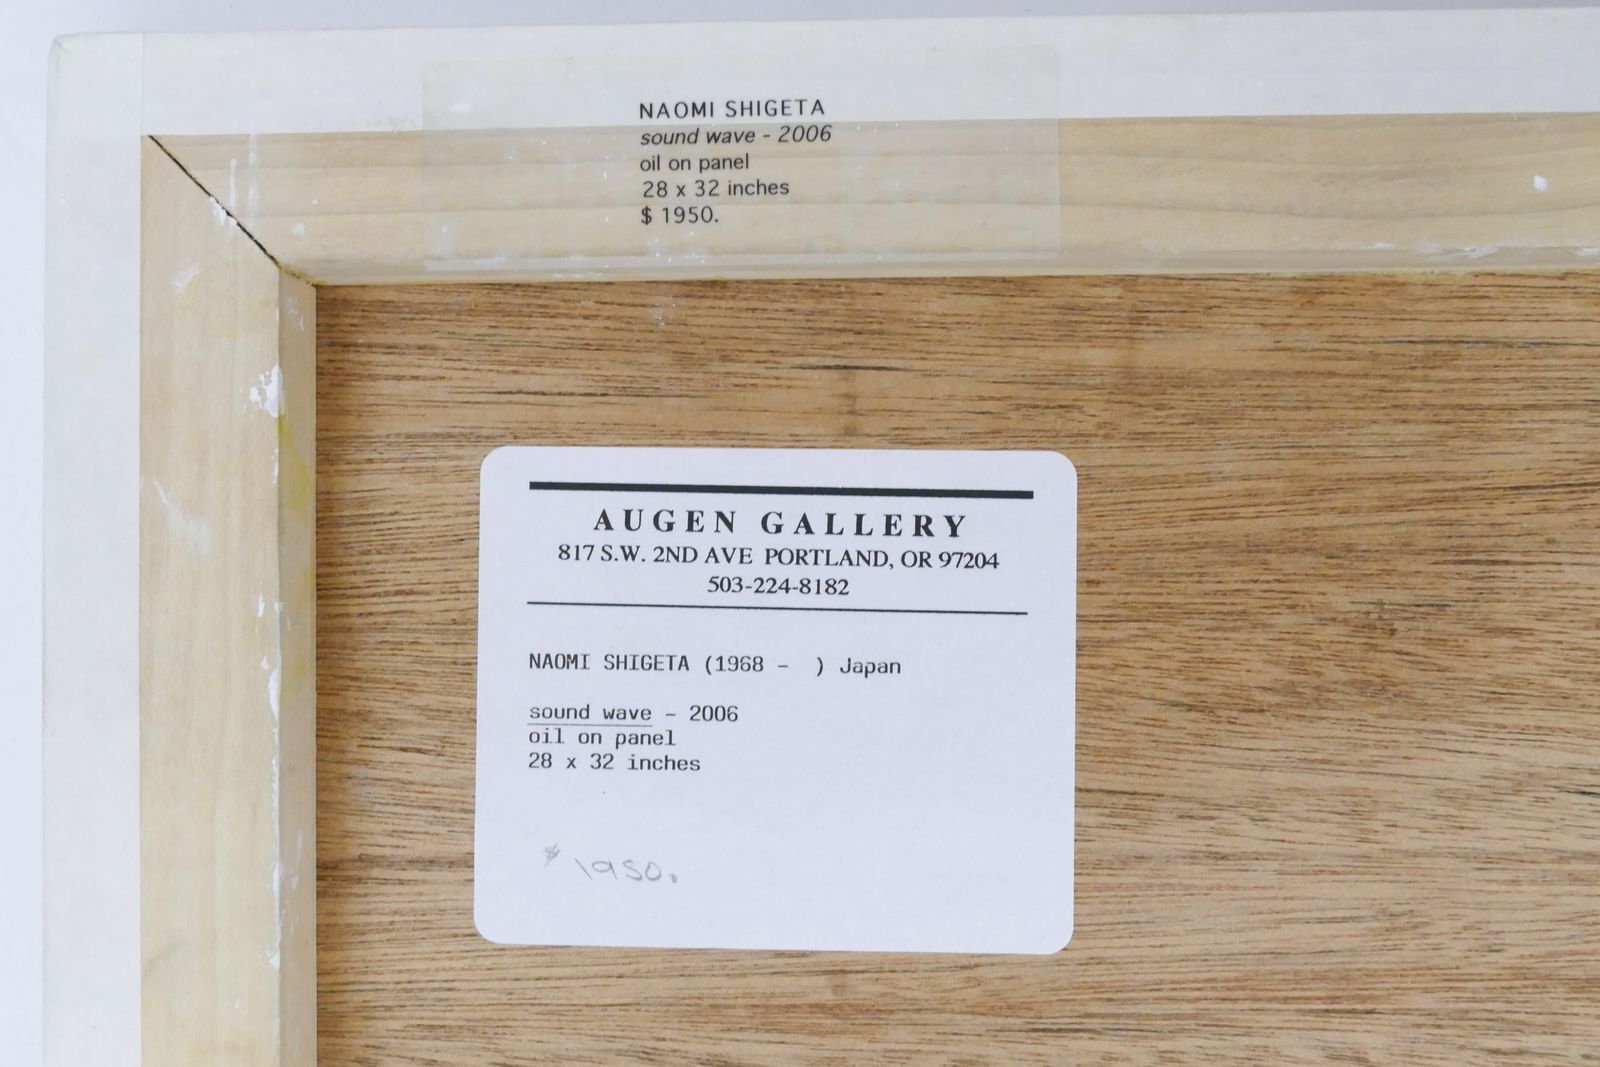 NAOMI SHIGETA
sound wave - 2006
oil on panel
28 x 32 inches
$ 1950.
AUGEN GALLERY
817 S.W. 2ND AVE PORTLAND, OR 97204
503-224-8182
NAOMI SHIGETA (1968 - ) Japan
sound wave - 2006
oil on panel
28 x 32 inches
$ 1950.